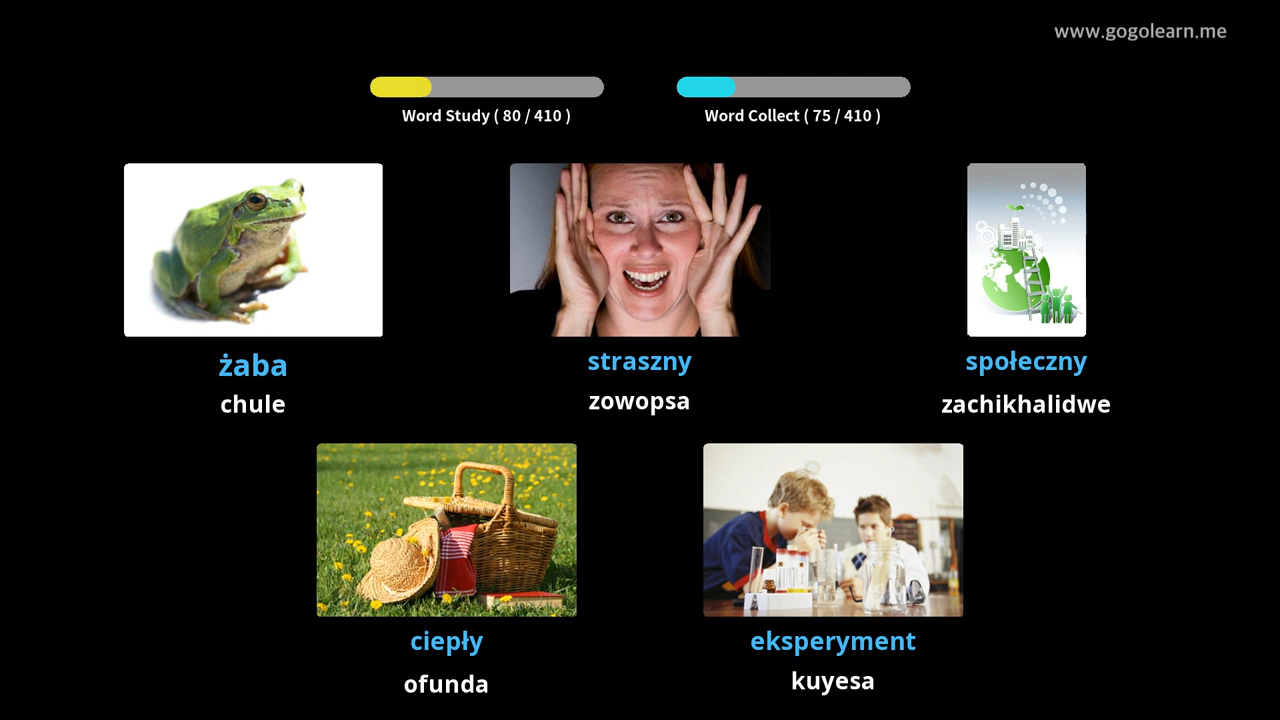 www.gogolearn.me
Word Study ( 80 / 410 )
Word Collect ( 75 / 410 )
żaba
chule
straszny
zowopsa
społeczny
zachikhalidwe
ciepły
ofunda
eksperyment
kuyesa